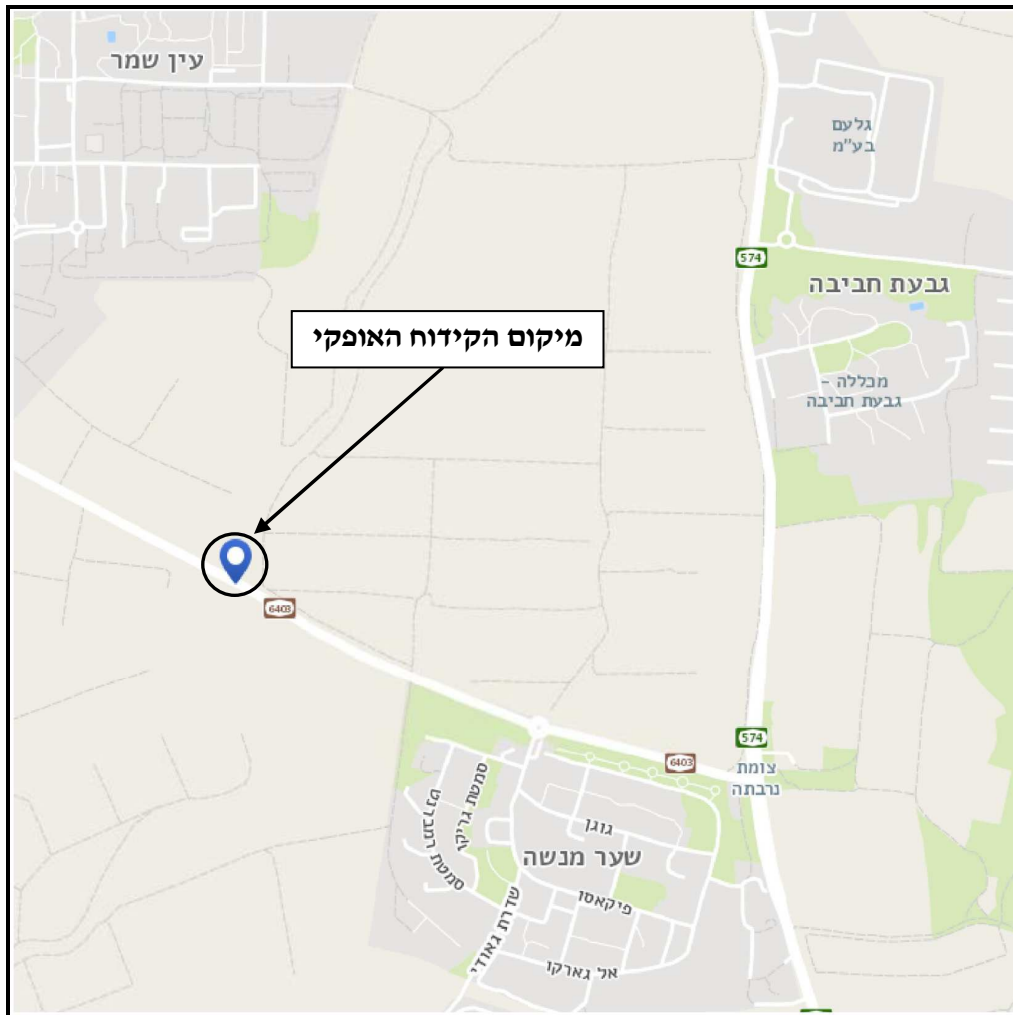 עין שמר
גלעם
בע"מ
574
גבעת חביבה
מיקום הקידוח האופקי
מכללה -
גבעת חביבה
6403
574
6403
צומת
נרבתה
סמטת גריקו
סמטת רמברנט
גוגן
שער מנשה
פיקאסו
שדרת גאודי
אל גארקו